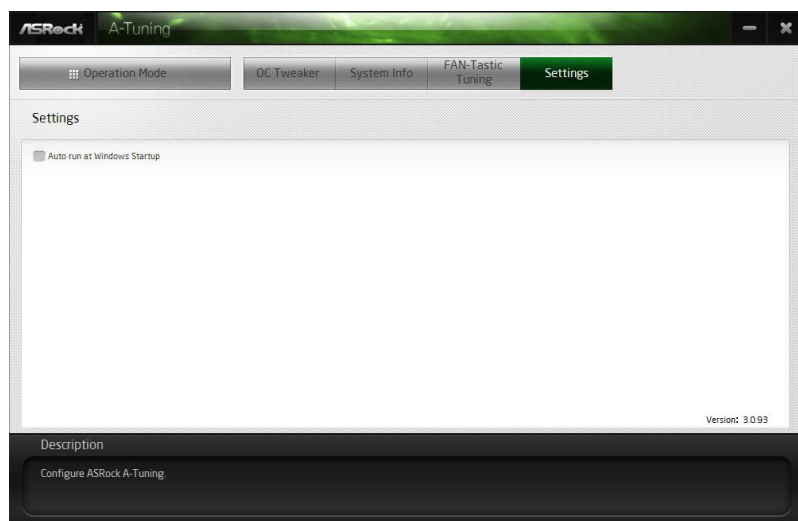 ASRock A-Tuning
Operation Mode OC Tweaker System Info FAN-Tastic Tuning Settings
Settings
Auto run at Windows Startup
Version: 3.0.93
Description
Configure ASRock A-Tuning.